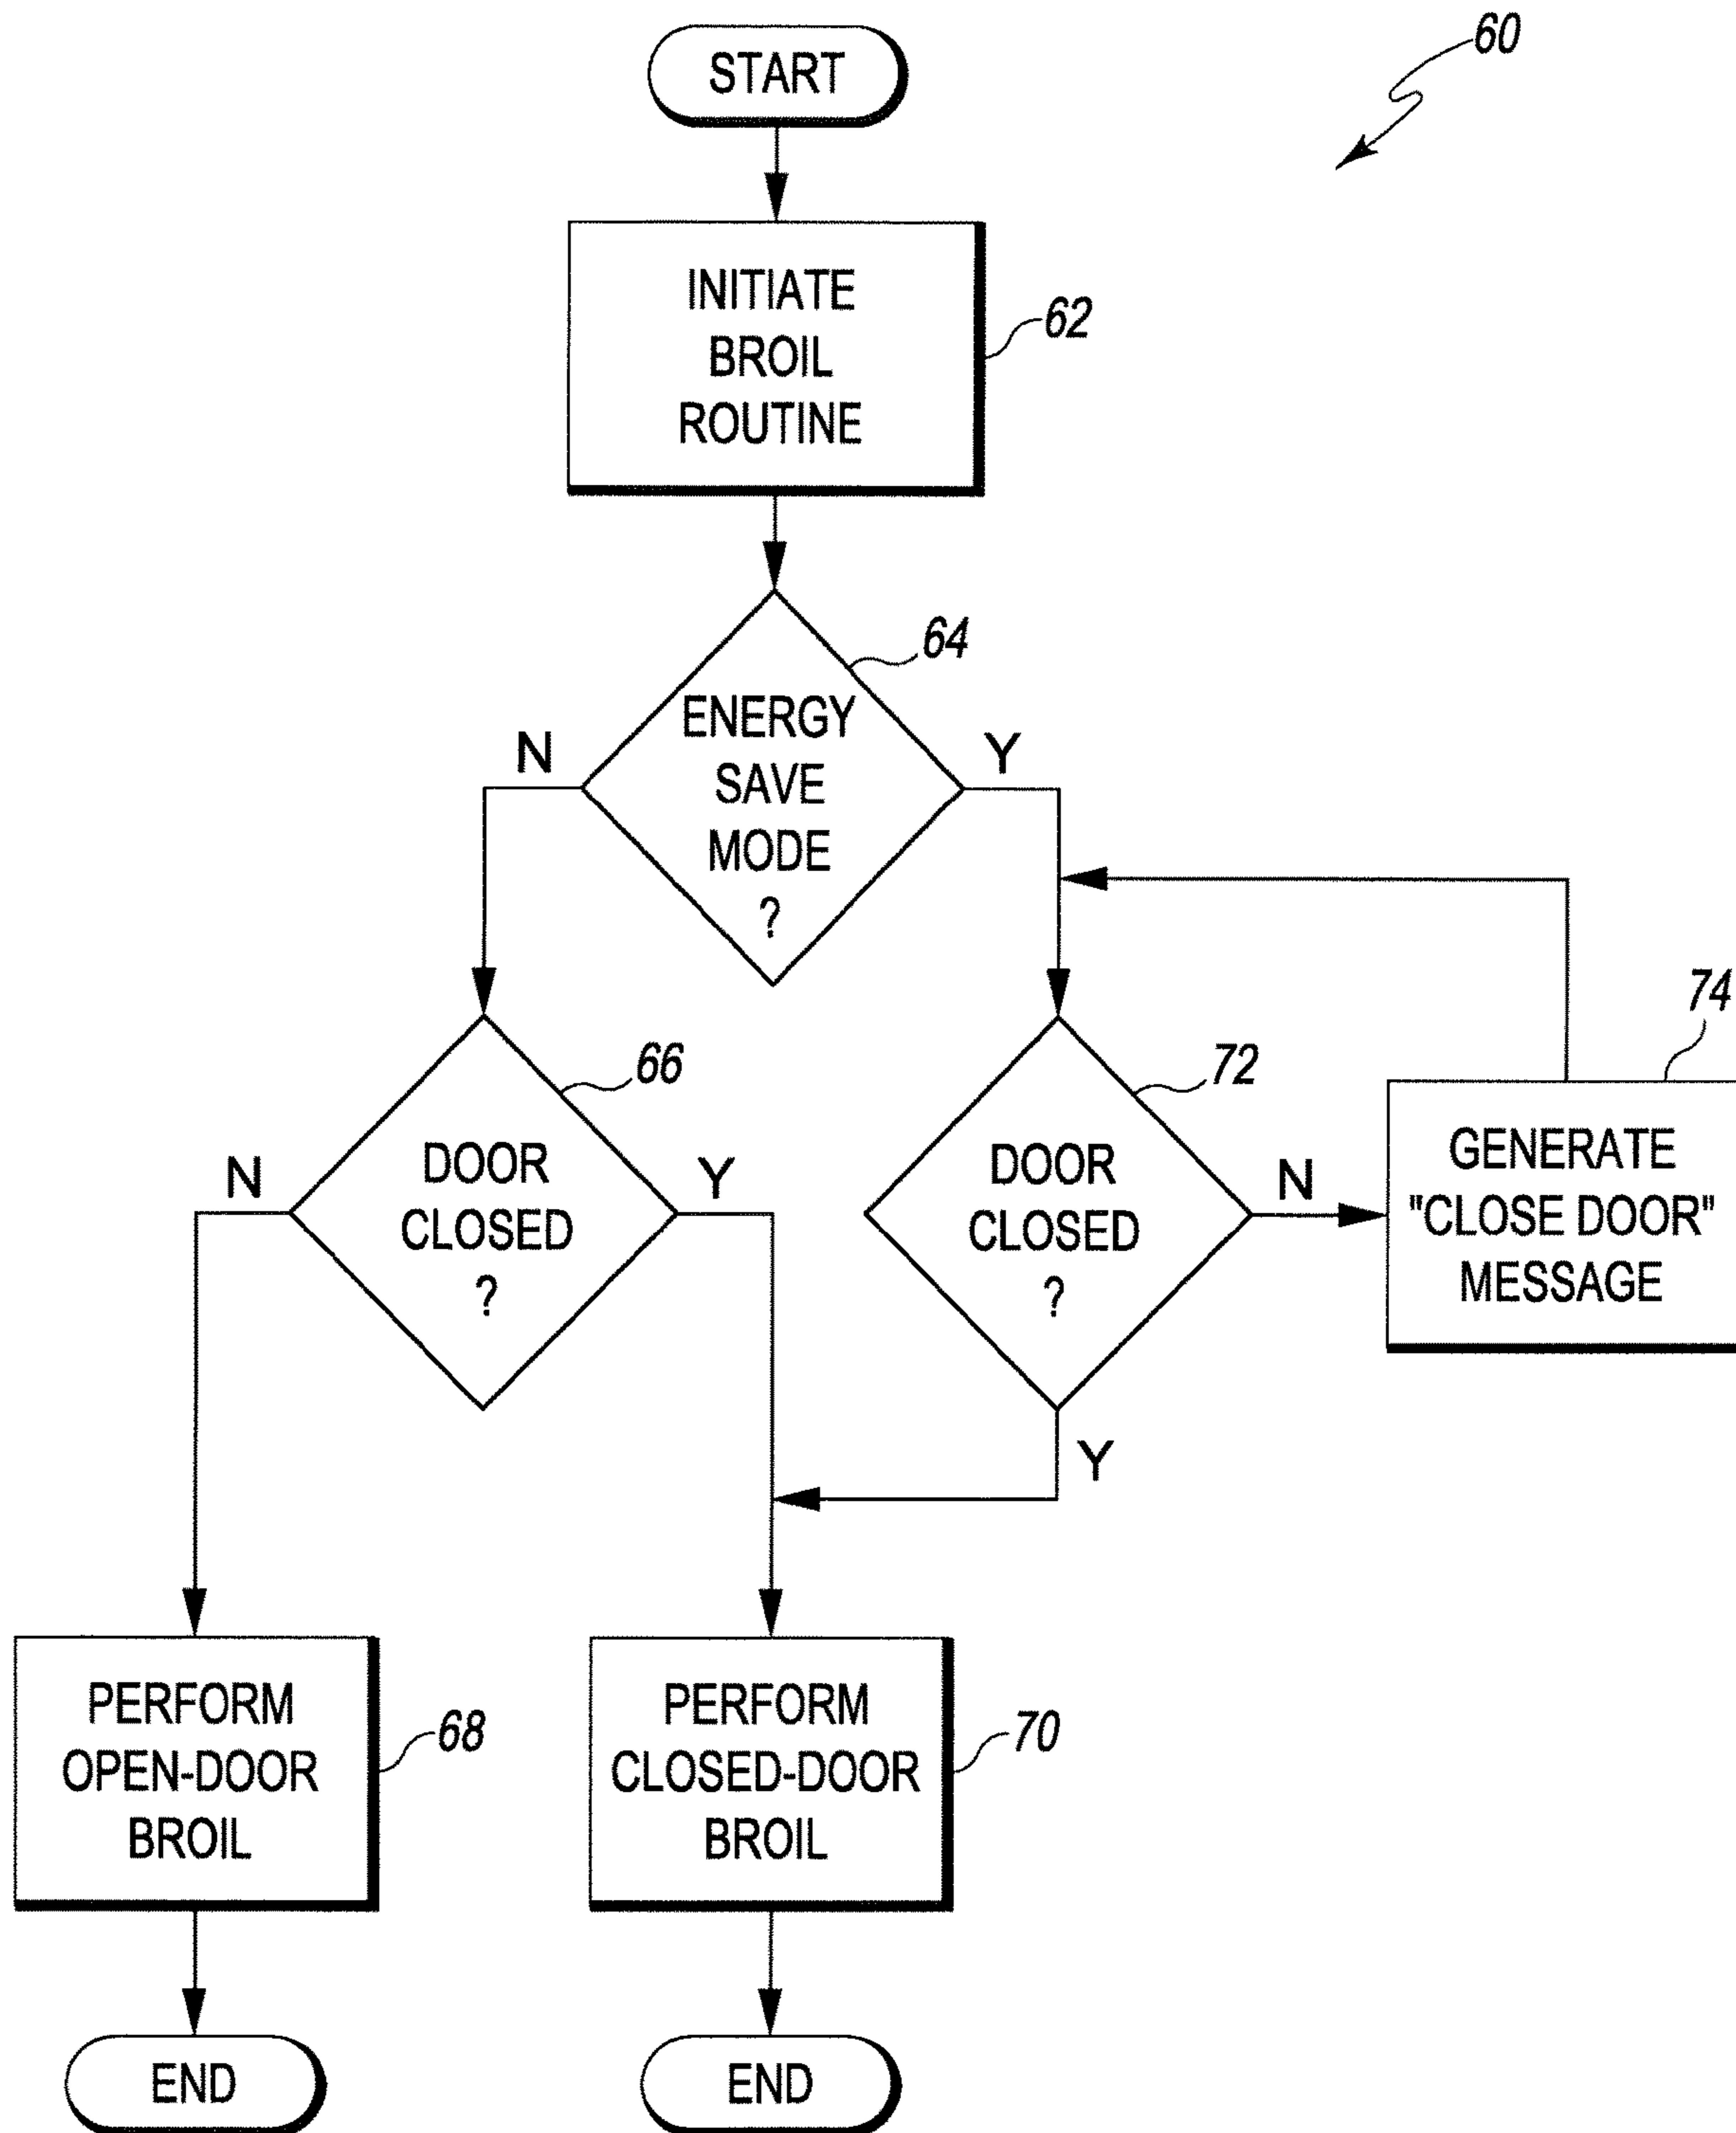 60
START
INITIATE
BROIL
ROUTINE
62
64
ENERGY
SAVE
MODE
?
N
Y
66
DOOR
CLOSED
?
N
Y
72
DOOR
CLOSED
?
N
Y
74
GENERATE
"CLOSE DOOR"
MESSAGE
PERFORM
OPEN-DOOR
BROIL
68
PERFORM
CLOSED-DOOR
BROIL
70
END
END